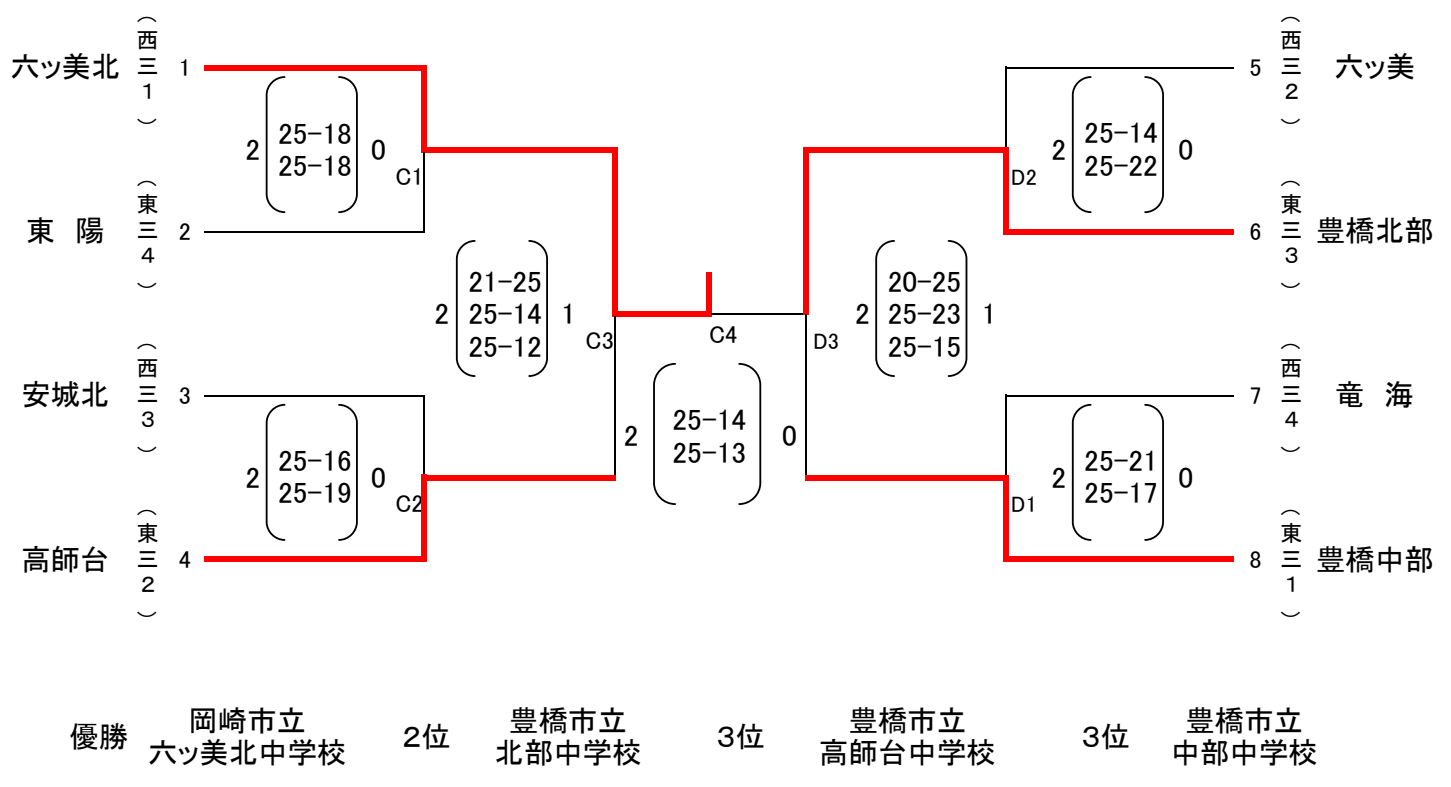 六ッ美北 （西三１） 1
2 25-18 0
25-18
C1
東　陽 （東三４） 2
2 21-25 1
25-14
25-12
C3
安城北 （西三３） 3
2 25-16 0
25-19
C2
高師台 （東三２） 4
C4
2 25-14 0
25-13
5 （西三２） 六ッ美
2 25-14 0
25-22
D2
6 （東三３） 豊橋北部
D3
2 20-25 1
25-23
25-15
7 （西三４） 竜　海
2 25-21 0
25-17
D1
8 （東三１） 豊橋中部
優勝 岡崎市立
六ッ美北中学校
２位 豊橋市立
北部中学校
３位 豊橋市立
高師台中学校
３位 豊橋市立
中部中学校